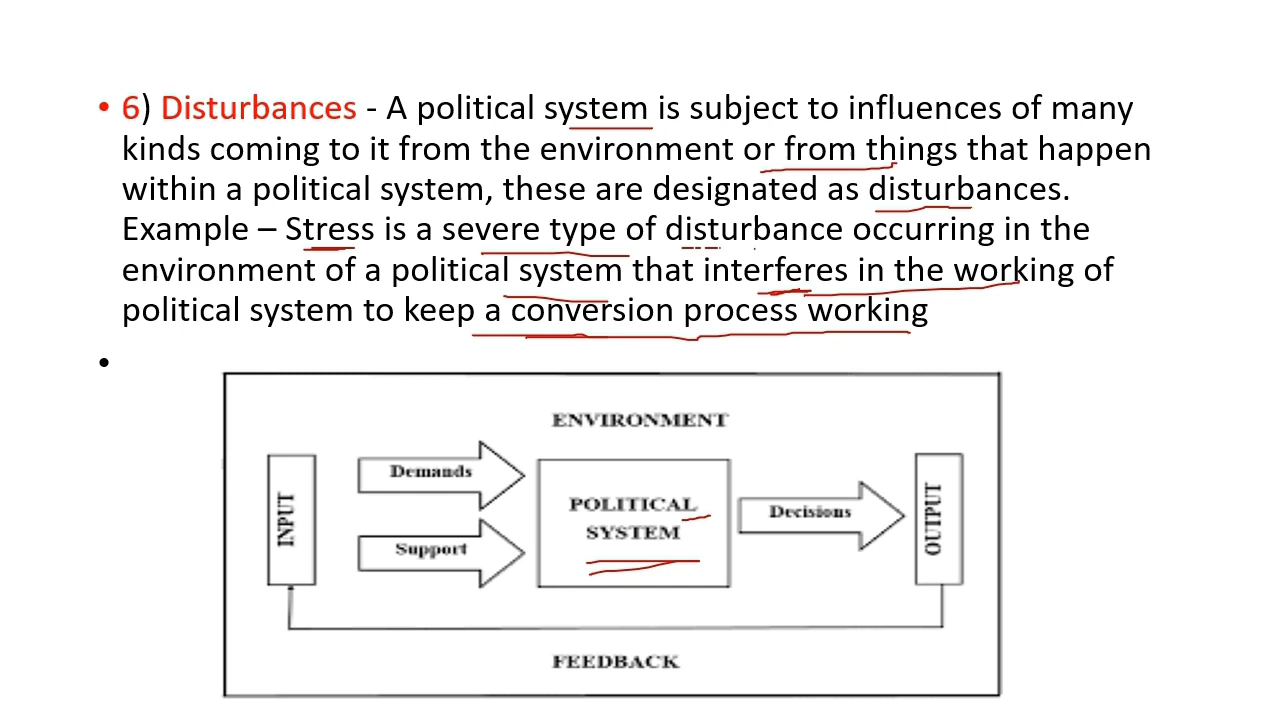 • 6) Disturbances - A political system is subject to influences of many
kinds coming to it from the environment or from things that happen
within a political system, these are designated as disturbances.
Example – Stress is a severe type of disturbance occurring in the
environment of a political system that interferes in the working of
political system to keep a conversion process working
•
ENVIRONMENT
INPUT
Demands
Support
POLITICAL
SYSTEM
Decisions
OUTPUT
FEEDBACK